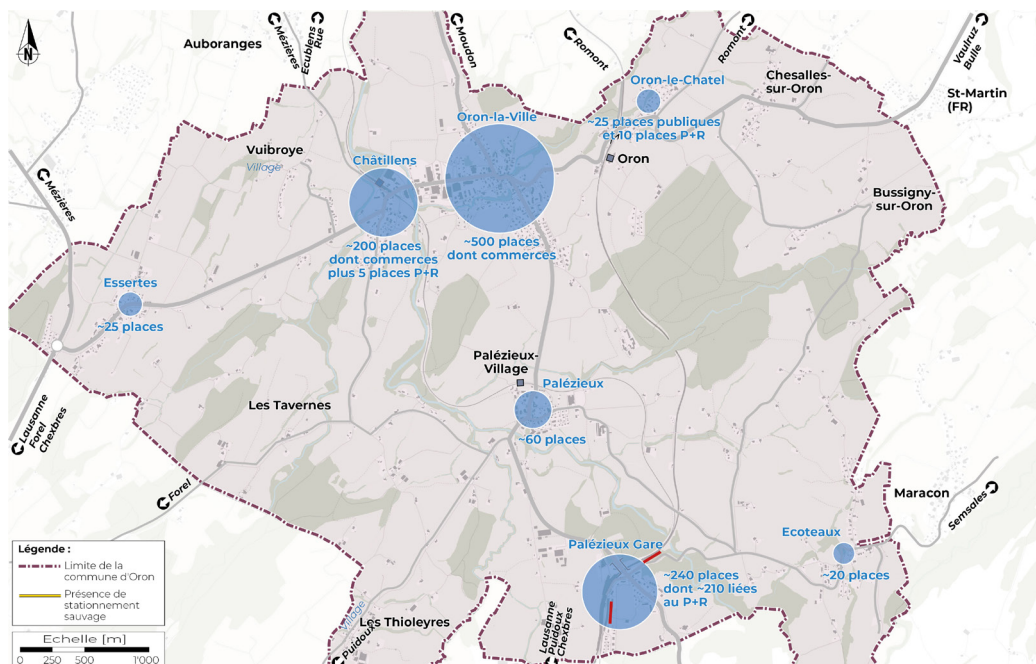 Auboranges
Mézières
Ecublens
Rue
Moudon
Romont
Romont
Vaulruz
Bulle
N
Oron-le-Chatel
Chesalles-
sur-Oron
St-Martin
(FR)
Oron-la-Ville
~25 places publiques
et 10 places P+R
Vuibroye
Village
Châtillens
Oron
Mézières
Bussigny-
sur-Oron
~200 places
dont commerces
plus 5 places P+R
~500 places
dont commerces
Essertes
~25 places
Palézieux-
Village
Palézieux
Les Tavernes
Lausanne
Forel
Chexbres
~60 places
Forel
Maracon
Semsales
Ecoteaux
Palézieux Gare
~20 places
~240 places
dont ~210 liées
au P+R
Légende :
Limite de la
commune d'Oron
Présence de
stationnement
sauvage
Echelle [m]
0 250 500 1'000
Village
Puidoux
Les Thioleyres
Lausanne
Puidoux
Chexbres